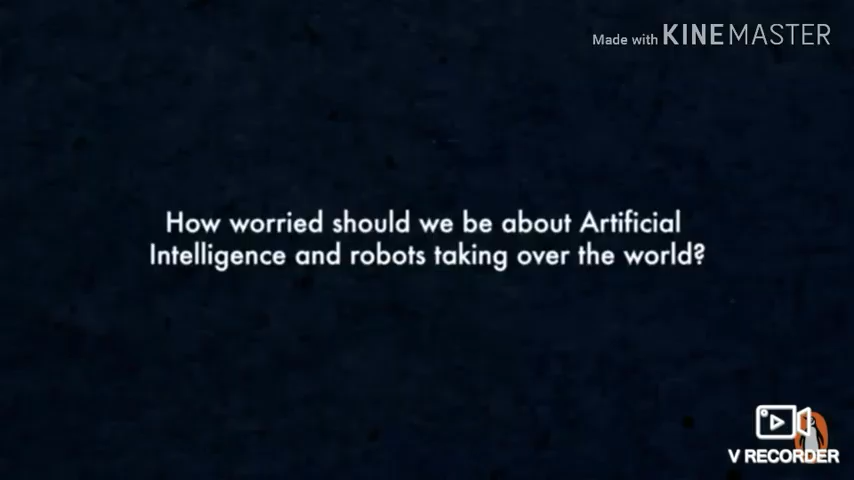 Made with KINEMASTER
How worried should we be about Artificial
Intelligence and robots taking over the world?
V RECORDER